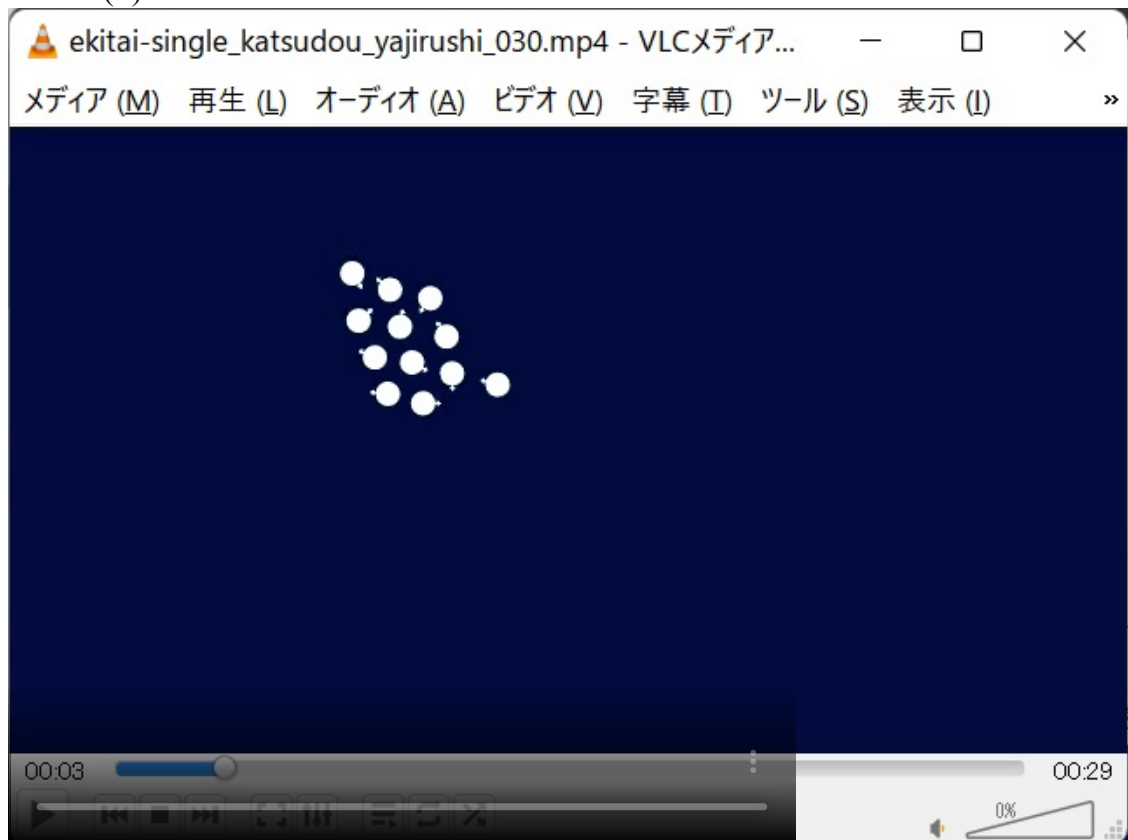 ekitai-single_katsudou_yajirushi_030.mp4 - VLCメディア...
メディア (M) 再生 (L) オーディオ (A) ビデオ (V) 字幕 (T) ツール (S) 表示 (I) »
00:03 00:29
0%